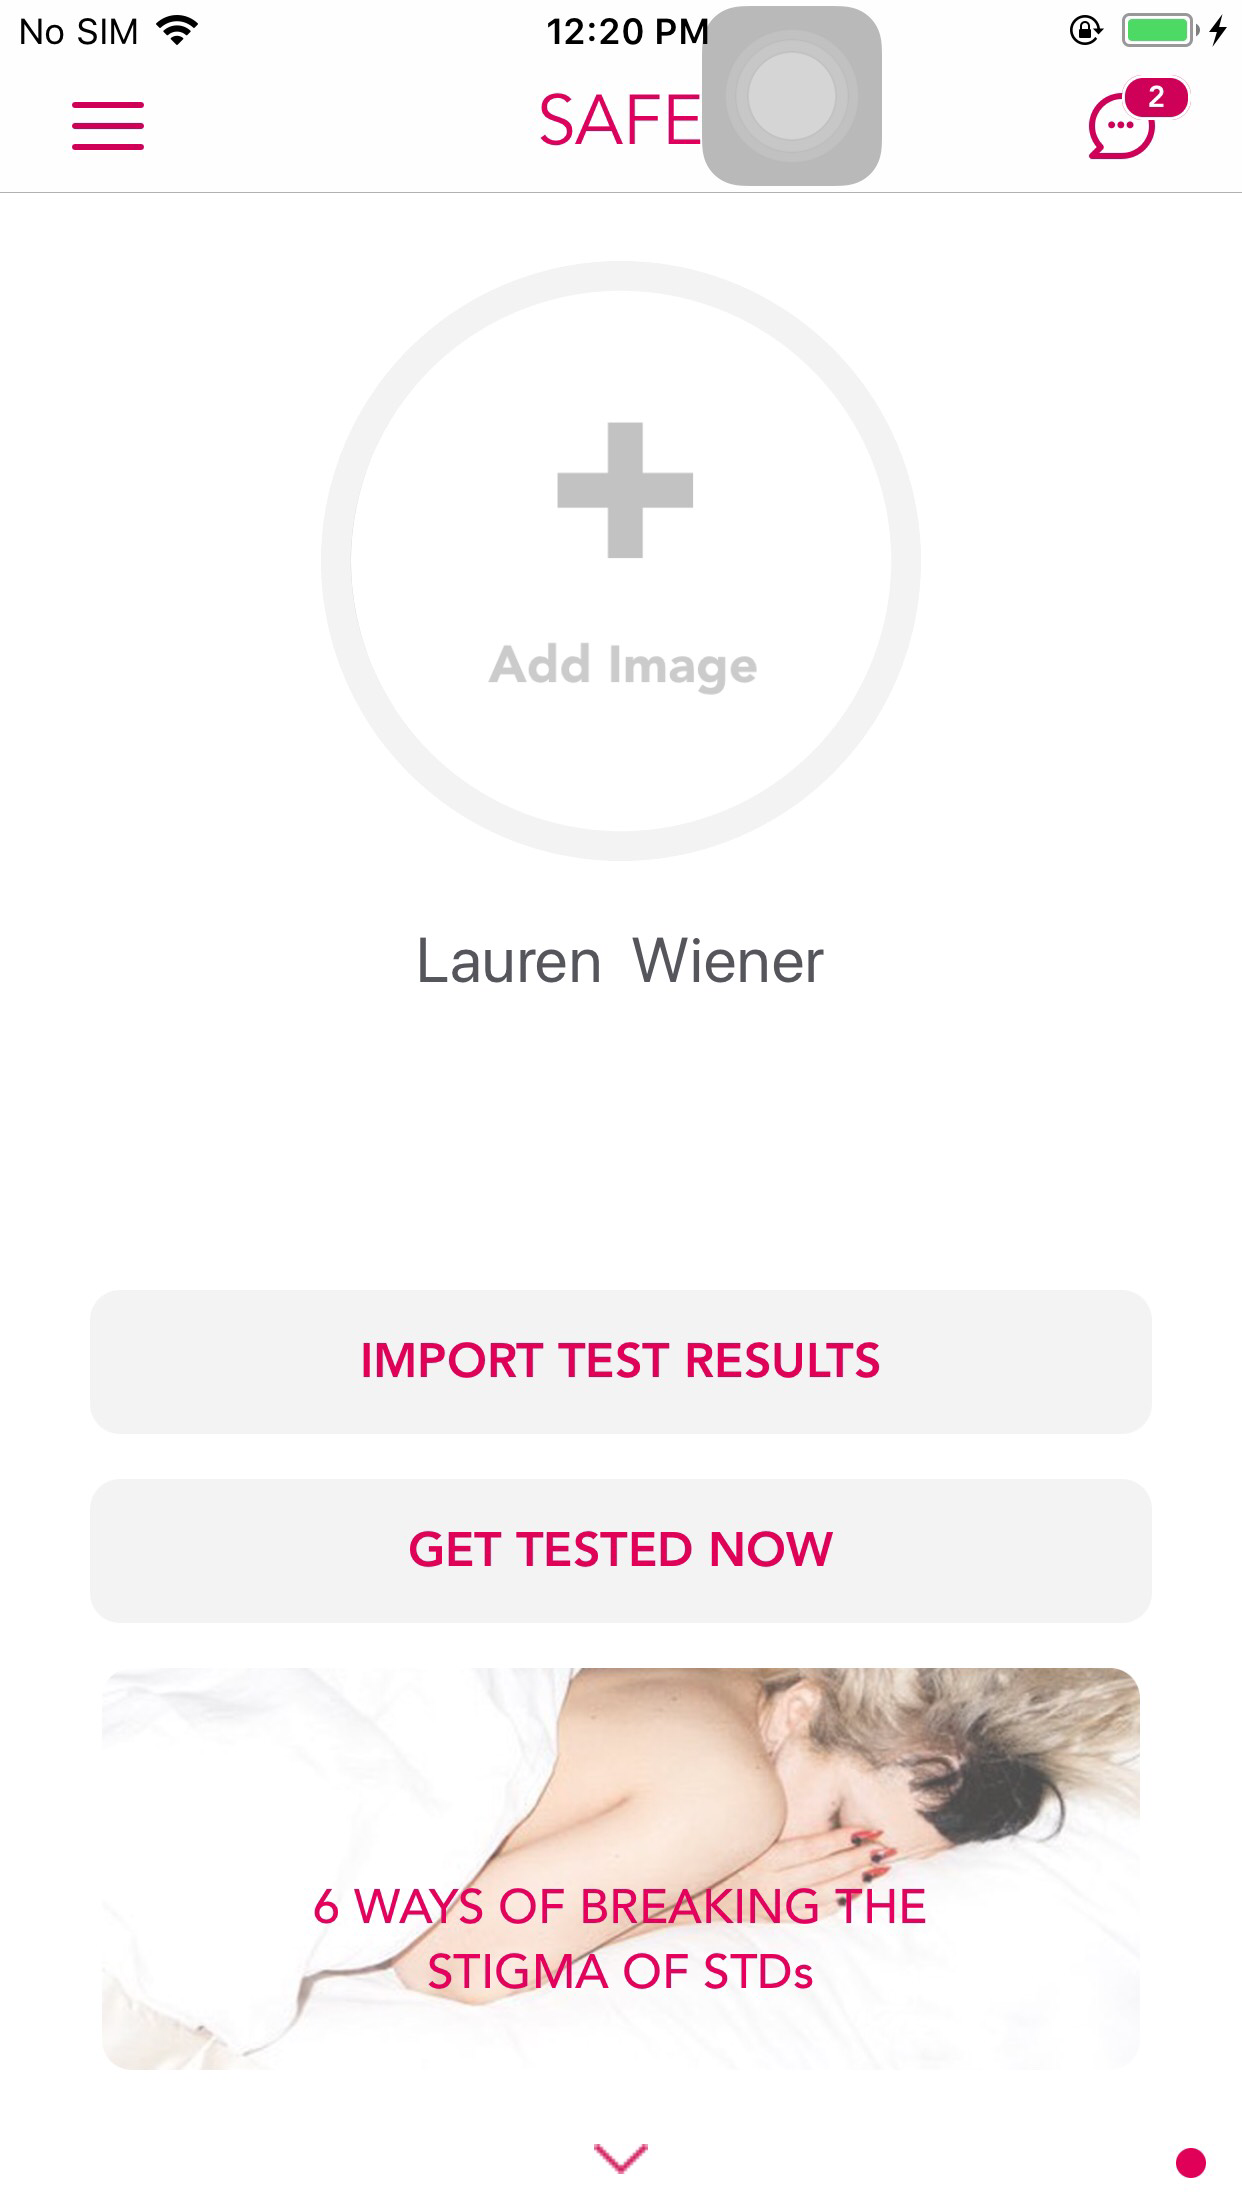 No SIM 12:20 PM
SAFE
2
Add Image
Lauren Wiener
IMPORT TEST RESULTS
GET TESTED NOW
6 WAYS OF BREAKING THE
STIGMA OF STDs